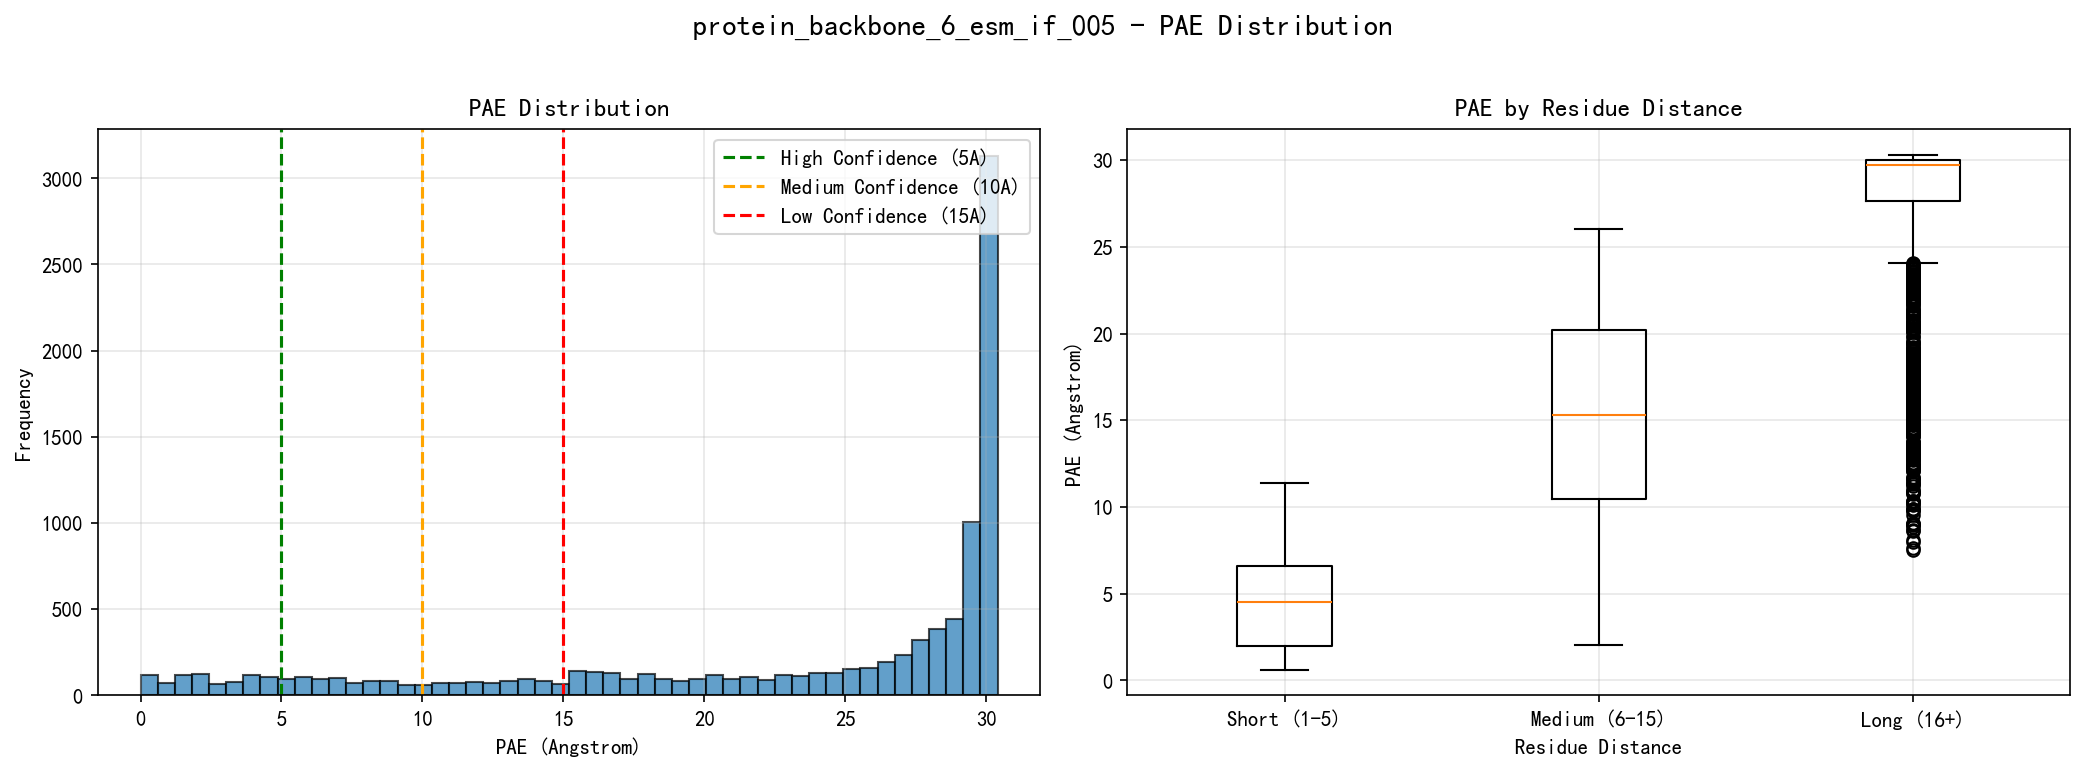 protein_backbone_6_esm_if_005 - PAE Distribution
PAE Distribution
High Confidence (5A)
Medium Confidence (10A)
Low Confidence (15A)
Frequency
3000
2500
2000
1500
1000
500
0
0 5 10 15 20 25 30
PAE (Angstrom)
PAE by Residue Distance
PAE (Angstrom)
30
25
20
15
10
5
0
Short (1-5) Medium (6-15) Long (16+)
Residue Distance